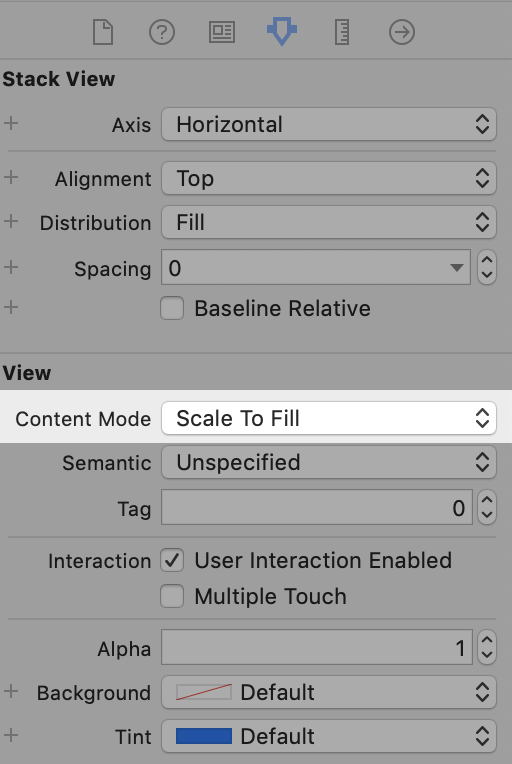 Stack View
+ Axis Horizontal
+ Alignment Top
+ Distribution Fill
+ Spacing 0
+ Baseline Relative
View
Content Mode Scale To Fill
Semantic Unspecified
Tag 0
Interaction User Interaction Enabled
Multiple Touch
Alpha 1
+ Background Default
+ Tint Default